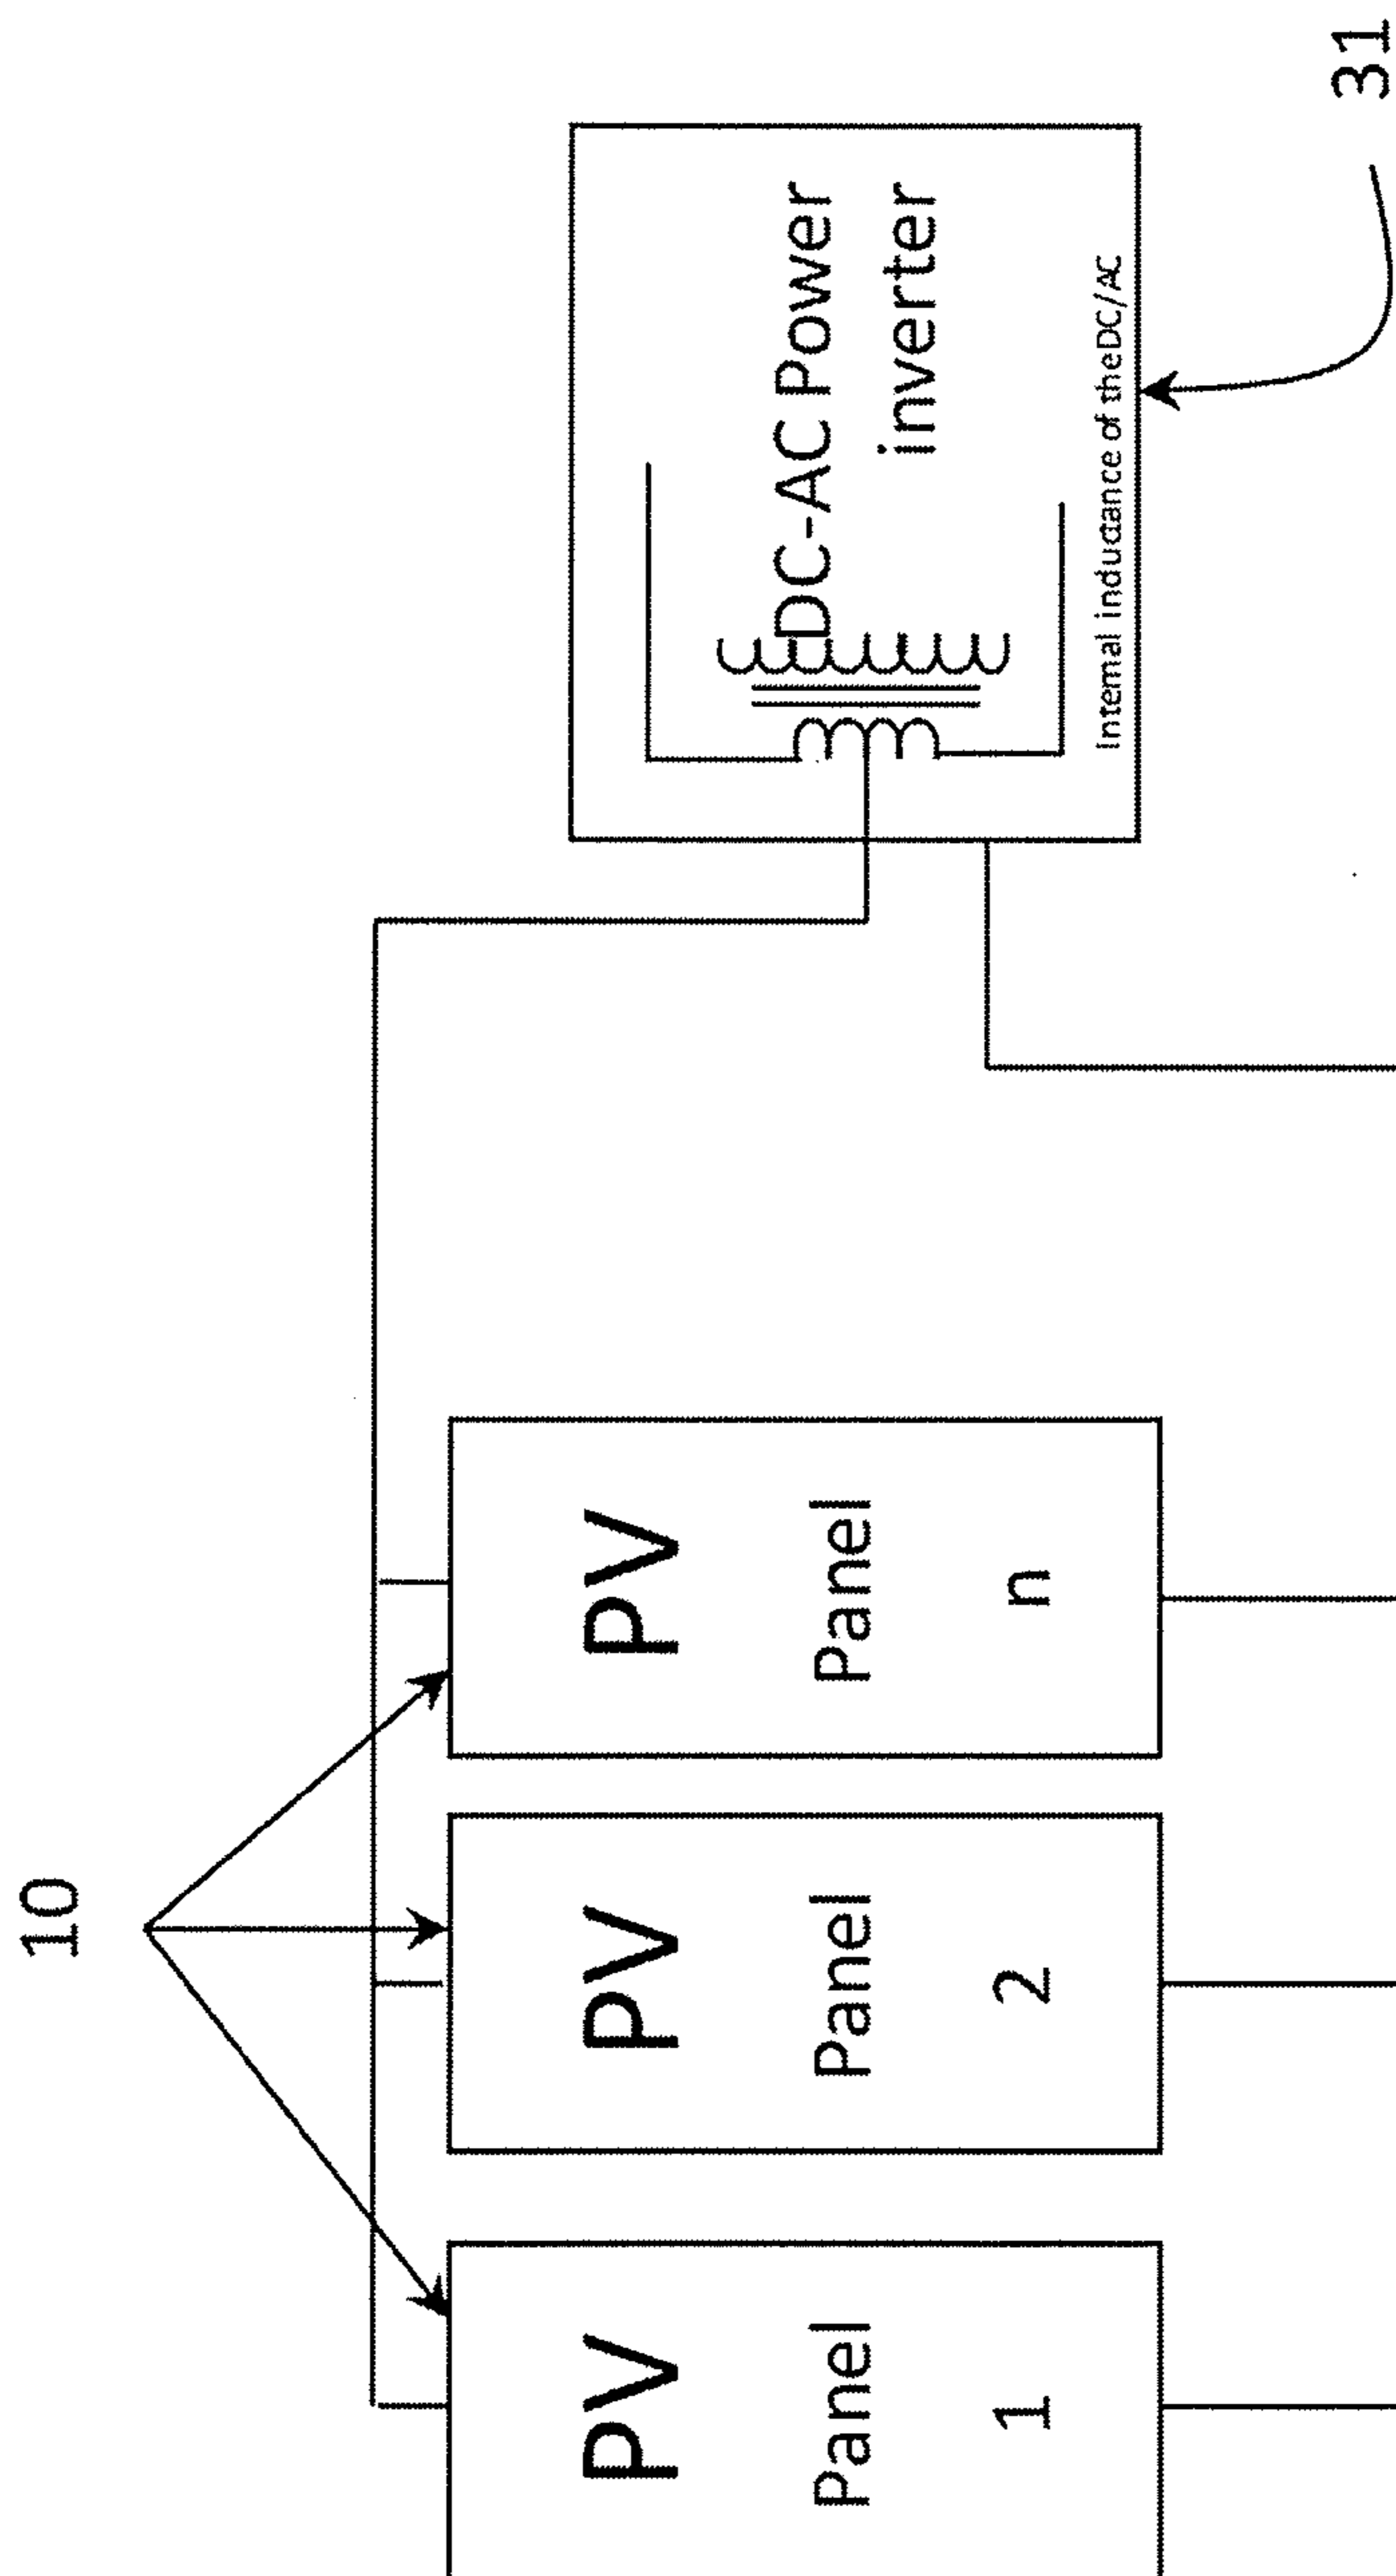 10
PV
Panel
1
PV
Panel
2
PV
Panel
n
DC-AC Power
inverter
Internal inductance of the DC/AC
31